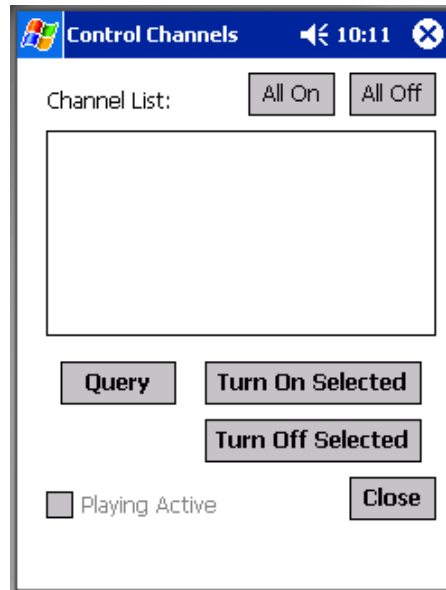 Control Channels 10:11
Channel List: All On All Off
Query Turn On Selected
Turn Off Selected
Playing Active Close